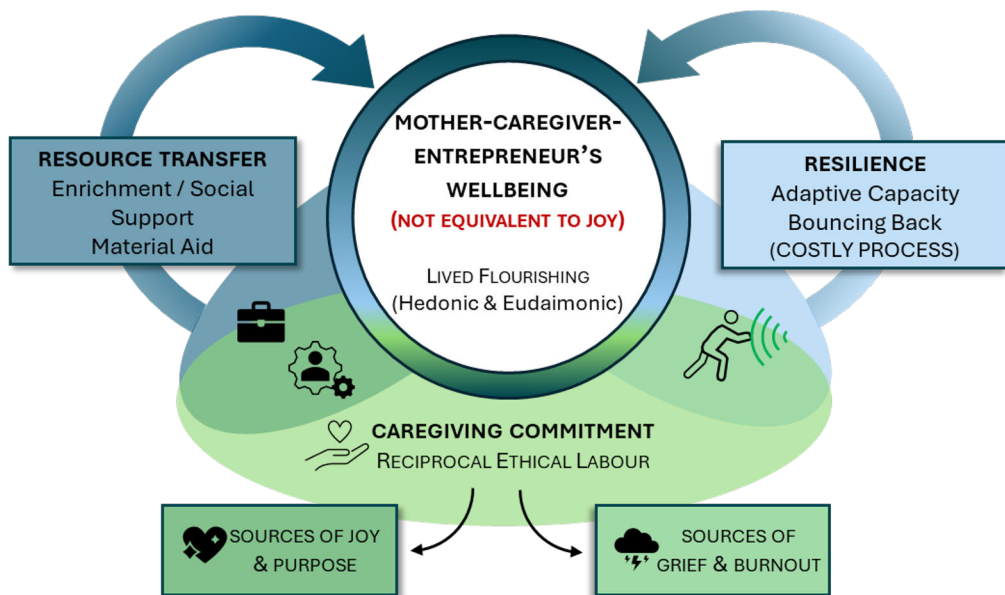 MOTHER-CAREGIVER-
ENTREPRENEUR'S
WELLBEING
(NOT EQUIVALENT TO JOY)
LIVED FLOURISHING
(Hedonic & Eudaimonic)
RESOURCE TRANSFER
Enrichment / Social
Support
Material Aid
RESILIENCE
Adaptive Capacity
Bouncing Back
(COSTLY PROCESS)
CAREGIVING COMMITMENT
RECIPROCAL ETHICAL LABOUR
SOURCES OF JOY
& PURPOSE
SOURCES OF
GRIEF & BURNOUT